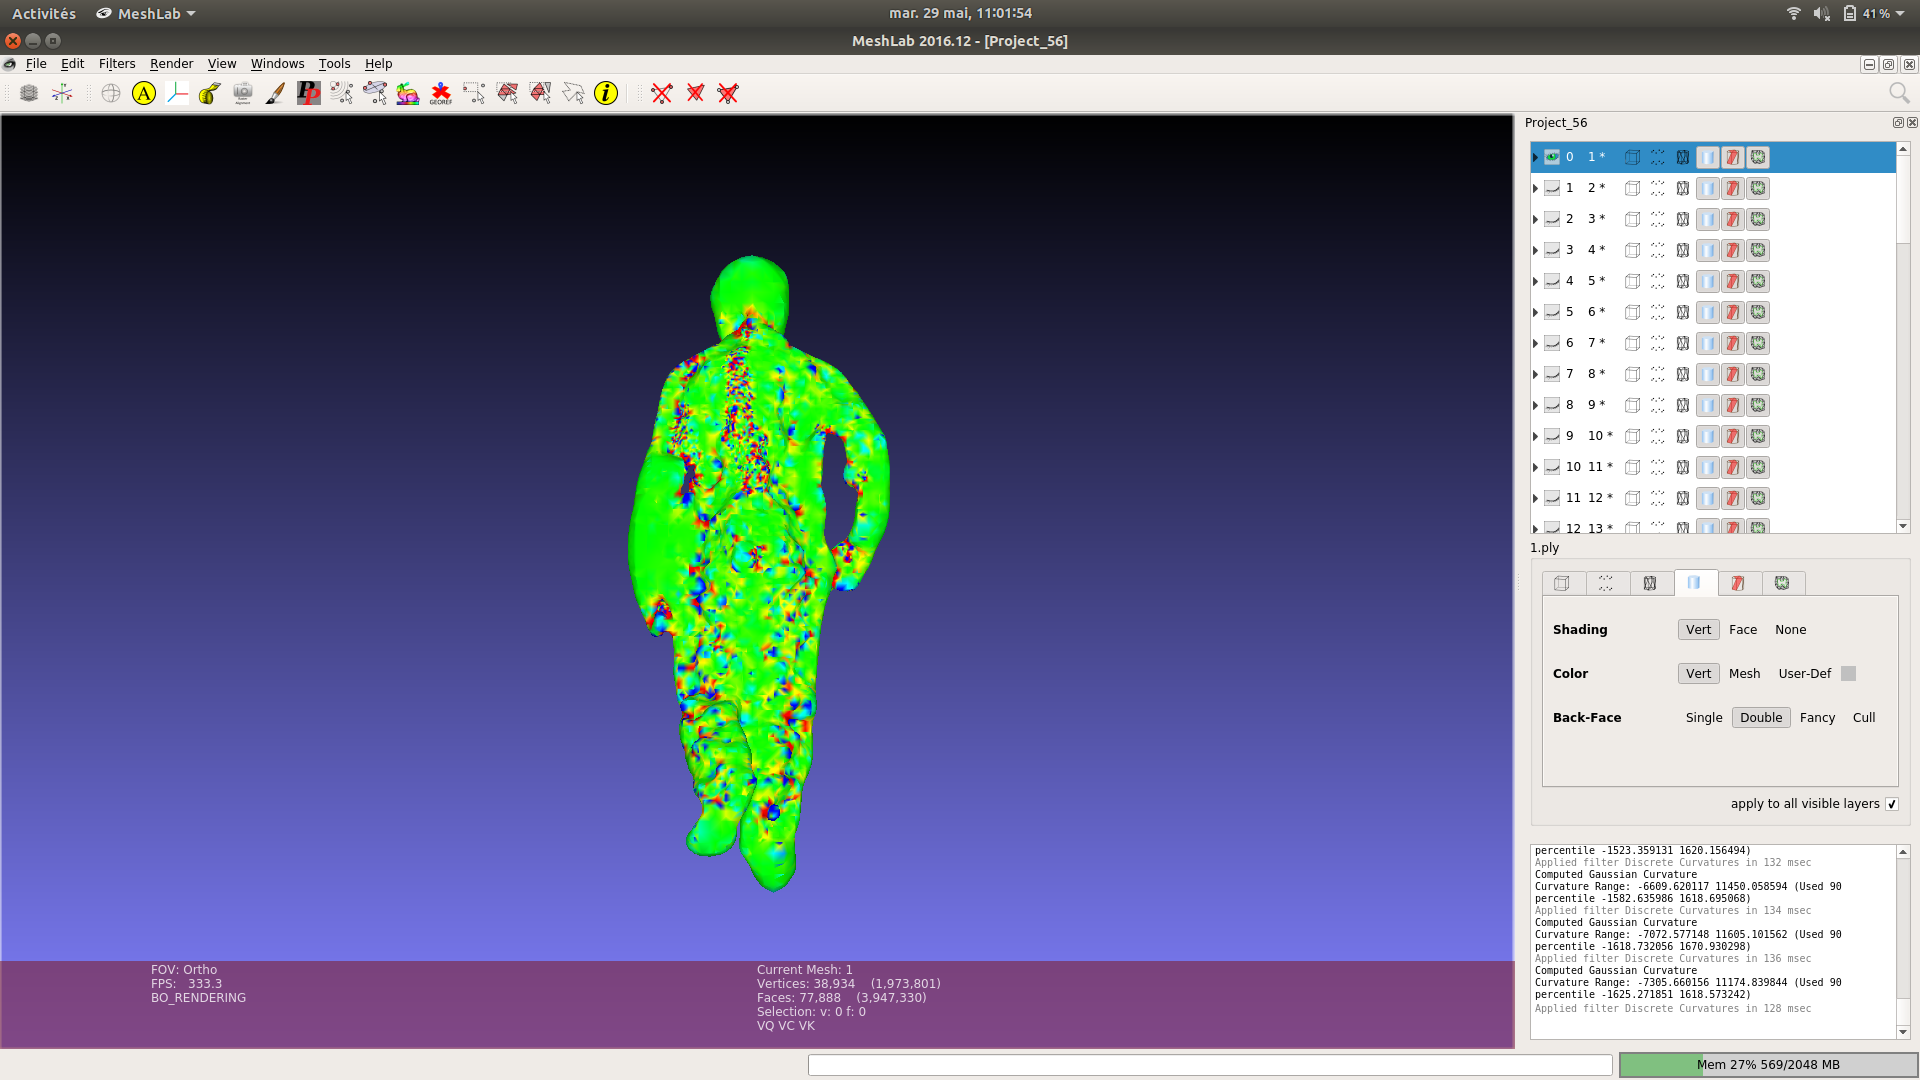 Activités MeshLab mar. 29 mai, 11:01:54 41 %
MeshLab 2016.12 - [Project_56]
File Edit Filters Render View Windows Tools Help
A PP GEOREF i
Project_56
0 1 *
1 2 *
2 3 *
3 4 *
4 5 *
5 6 *
6 7 *
7 8 *
8 9 *
9 10 *
10 11 *
11 12 *
12 13 *
1.ply
Shading Vert Face None
Color Vert Mesh User-Def
Back-Face Single Double Fancy Cull
apply to all visible layers
percentile -1523.359131 1620.156494)
Applied filter Discrete Curvatures in 132 msec
Computed Gaussian Curvature
Curvature Range: -6609.620117 11450.058594 (Used 90
percentile -1582.635986 1618.695068)
Applied filter Discrete Curvatures in 134 msec
Computed Gaussian Curvature
Curvature Range: -7072.577148 11605.101562 (Used 90
percentile -1618.732056 1670.930298)
Applied filter Discrete Curvatures in 136 msec
Computed Gaussian Curvature
Curvature Range: -7305.660156 11174.839844 (Used 90
percentile -1625.271851 1618.573242)
Applied filter Discrete Curvatures in 128 msec
FOV: Ortho
FPS: 333.3
BO_RENDERING
Current Mesh: 1
Vertices: 38,934 (1,973,801)
Faces: 77,888 (3,947,330)
Selection: v: 0 f: 0
VQ VC VK
Mem 27% 569/2048 MB